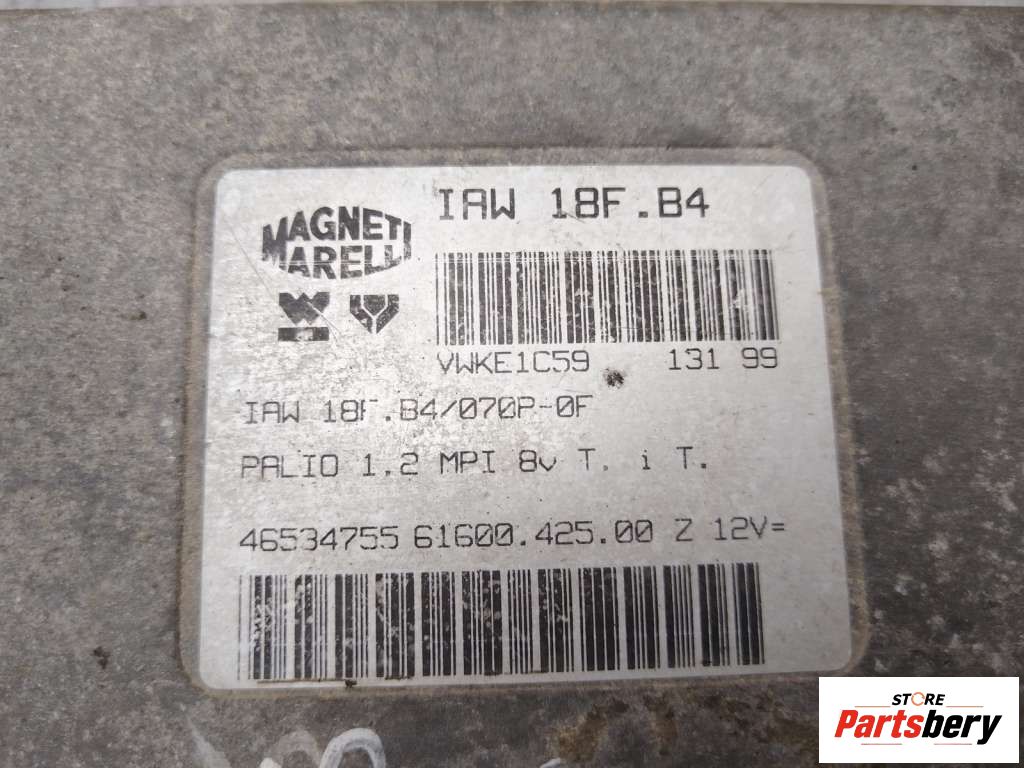 MAGNETI
MARELLI
IAW 18F.B4
VWKE1C59 131 99
IAW 18F.B4/070P-0F
PALIO 1.2 MPI 8v T. i T.
46534755 61600.425.00 Z 12V=
STORE
Partsbery